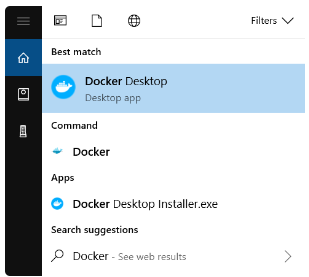 Filters
Best match
Docker Desktop
Desktop app
Command
Docker
Apps
Docker Desktop Installer.exe
Search suggestions
Docker - See web results